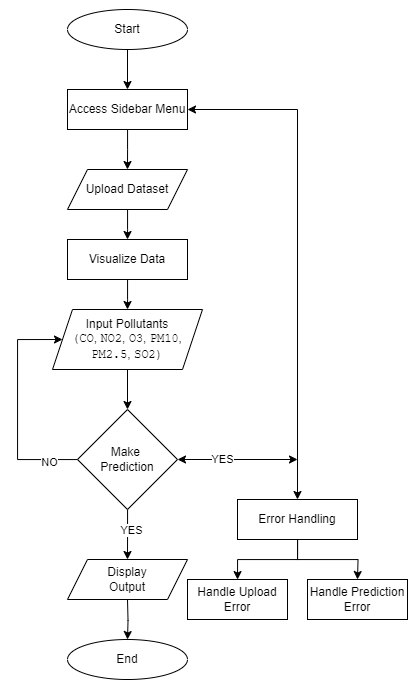 Start
Access Sidebar Menu
Upload Dataset
Visualize Data
Input Pollutants
(CO, NO2, O3, PM10,
PM2.5, SO2)
Make
Prediction
YES
NO
YES
Error Handling
Display
Output
Handle Upload
Error
Handle Prediction
Error
End